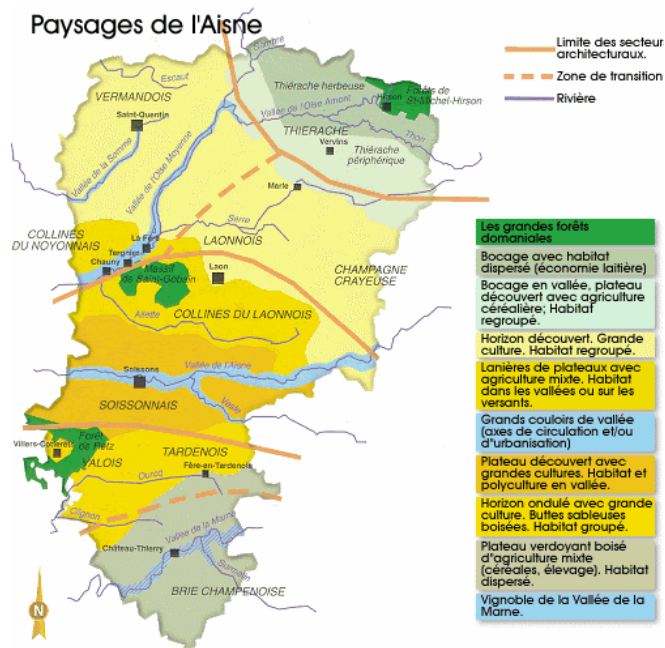 Paysages de l'Aisne
Limite des secteur
architecturaux.
Zone de transition
Rivière
Sambre
Escaut
VERMANDOIS
Saint-Quentin
Vallée de la Somme
Vallée de l'Oise Moyenne
Thiérache herbeuse
Forêts de
St-Michel-Hirson
Hirson
Vallée de l'Oise Amont
Thon
THIERACHE
Vervins
Thiérache
périphérique
Marle
Serre
COLLINES
DU NOYONNAIS
La Fère
Tergnier
Chauny
LAONNOIS
Massif
de Saint-Gobain
Laon
CHAMPAGNE
CRAYEUSE
Ailette
COLLINES DU LAONNOIS
Soissons
Vallée de l'Aisne
SOISSONNAIS
Vesle
Villers-Cotterêts
Forêt
de Retz
VALOIS
TARDENOIS
Ourcq
Fère-en-Tardenois
Clignon
Vallée de la Marne
Château-Thierry
Surmelin
BRIE CHAMPENOISE
N
Les grandes forêts
domaniales
Bocage avec habitat
dispersé (économie laitière)
Bocage en vallée, plateau
découvert avec agriculture
céréalière; Habitat
regroupé.
Horizon découvert. Grande
culture. Habitat regroupé.
Lanières de plateaux avec
agriculture mixte. Habitat
dans les vallées ou sur les
versants.
Grands couloirs de vallée
(axes de circulation et/ou
d"urbanisation)
Plateau découvert avec
grandes cultures. Habitat et
polyculture en vallée.
Horizon ondulé avec grande
culture. Buttes sableuses
boisées. Habitat groupé.
Plateau verdoyant boisé
d"agriculture mixte
(céréales, élevage). Habitat
dispersé.
Vignoble de la Vallée de la
Marne.